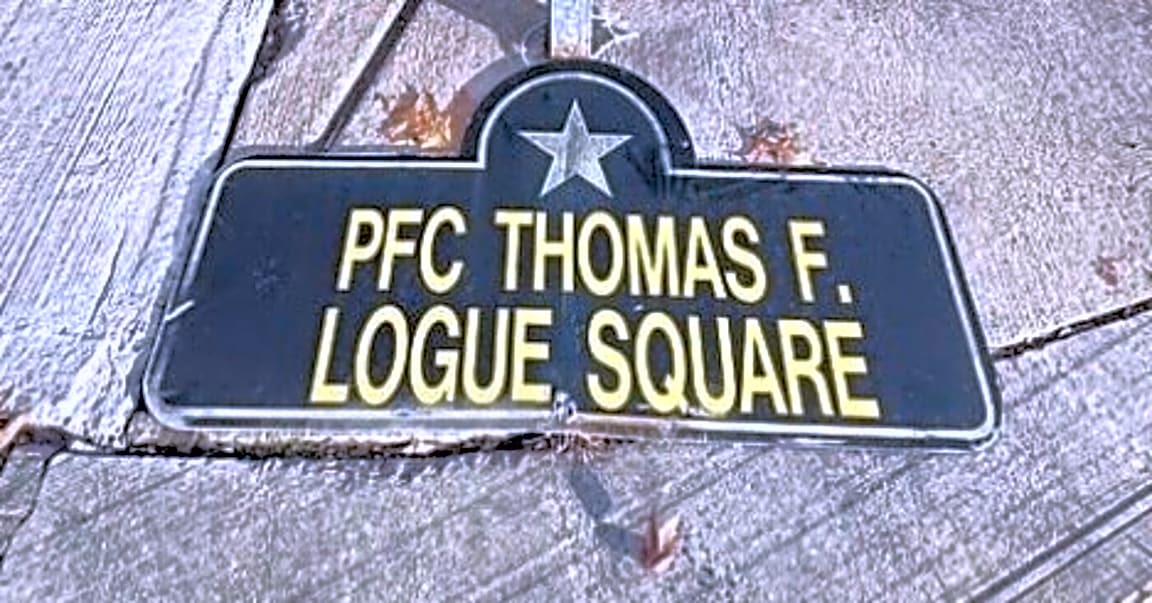 PFC THOMAS F.
LOGUE SQUARE